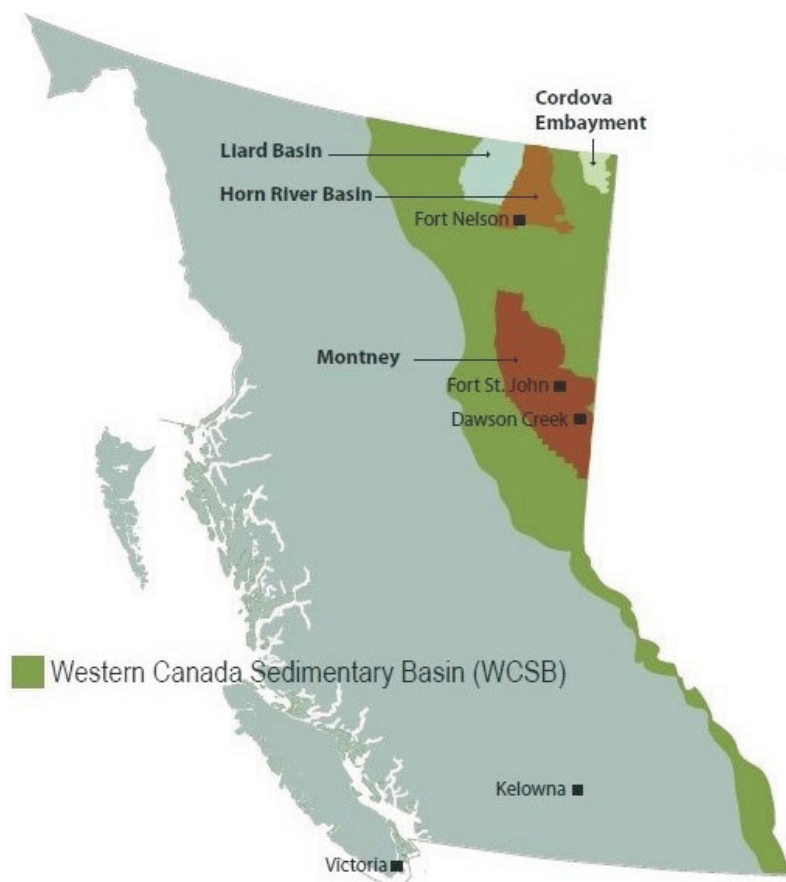 Cordova
Embayment
Liard Basin
Horn River Basin
Fort Nelson
Montney
Fort St. John
Dawson Creek
Western Canada Sedimentary Basin (WCSB)
Kelowna
Victoria